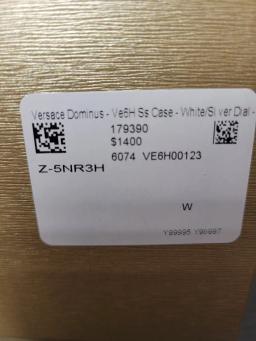 Versace Dominus - Ve6H Ss Case - White/Silver Dial -
179390
$1400
6074 VE6H00123
Z-5NR3H
W